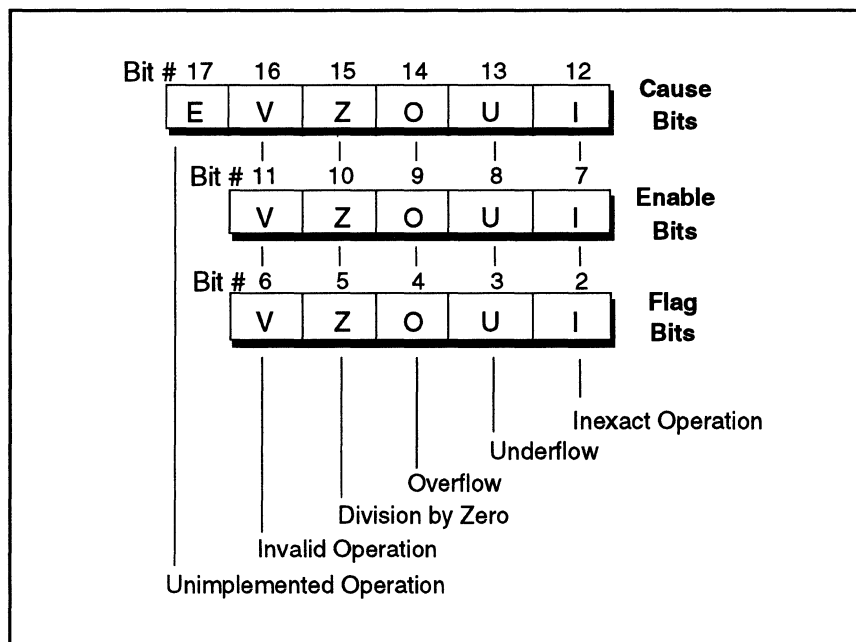 Bit # 17 16 15 14 13 12
E V Z O U I
Cause
Bits
Bit # 11 10 9 8 7
V Z O U I
Enable
Bits
Bit # 6 5 4 3 2
V Z O U I
Flag
Bits
Inexact Operation
Underflow
Overflow
Division by Zero
Invalid Operation
Unimplemented Operation